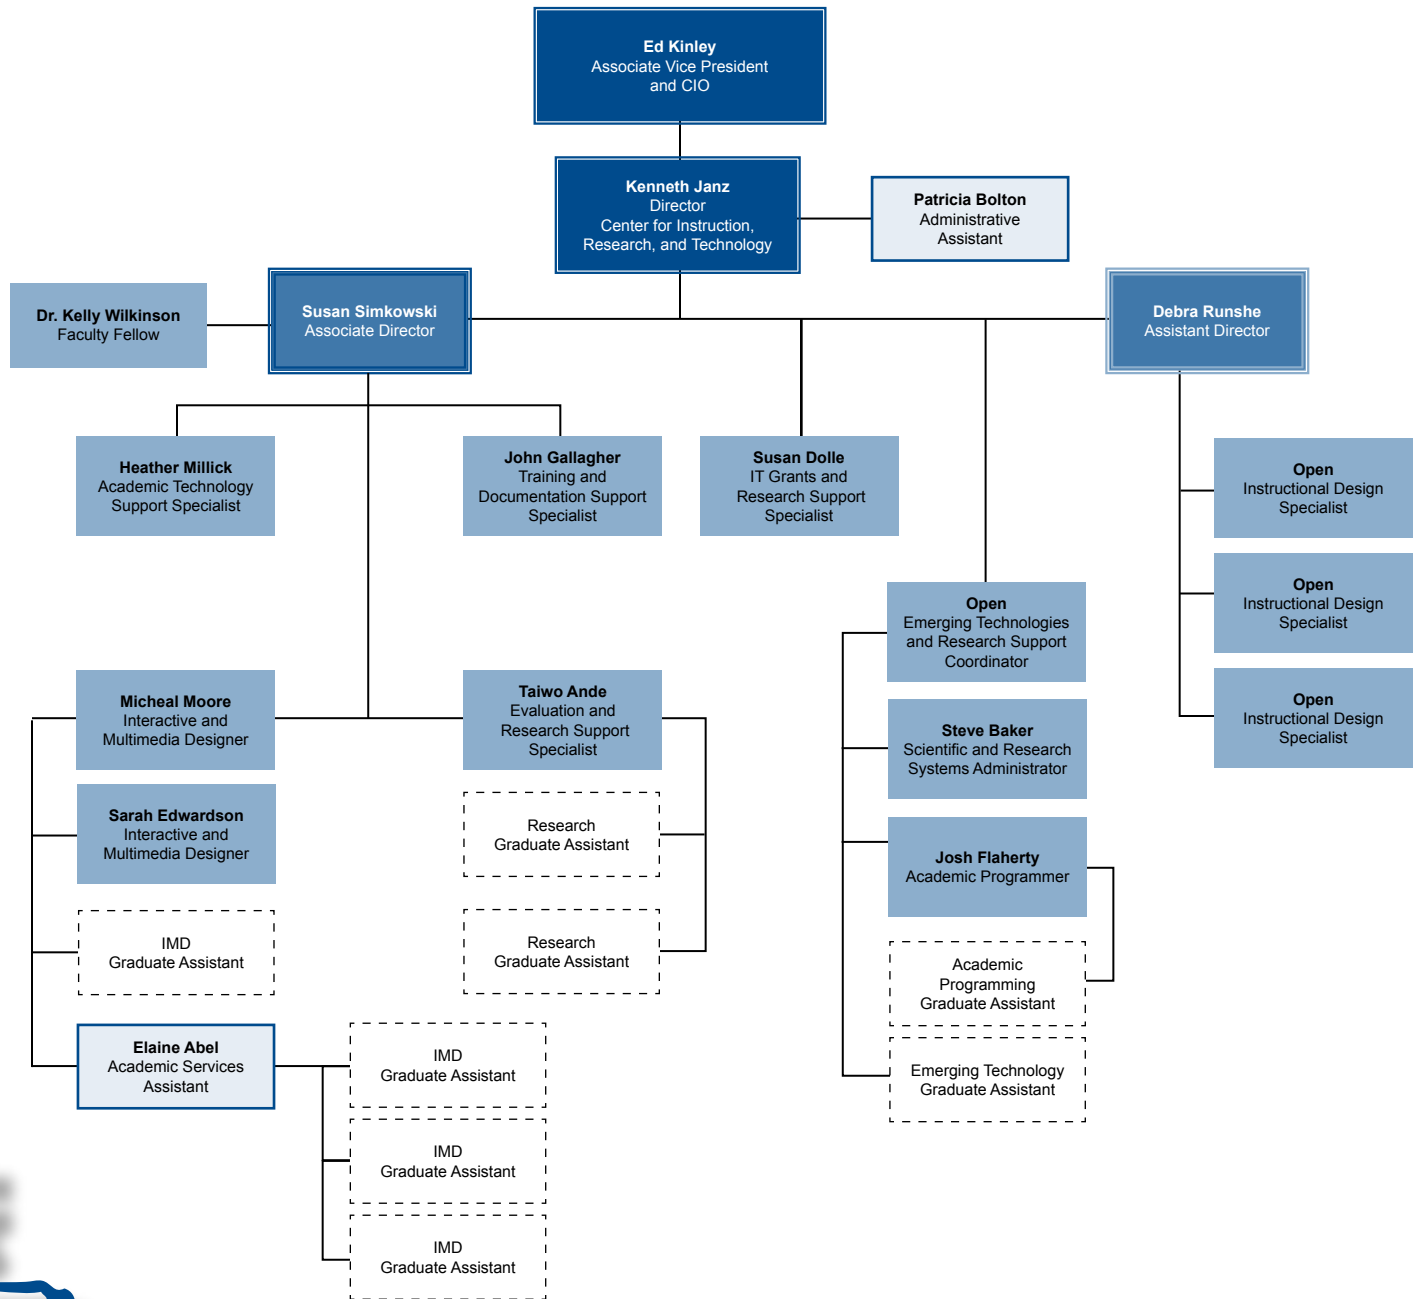 Ed Kinley
Associate Vice President
and CIO
Kenneth Janz
Director
Center for Instruction,
Research, and Technology
Patricia Bolton
Administrative
Assistant
Dr. Kelly Wilkinson
Faculty Fellow
Susan Simkowski
Associate Director
Debra Runshe
Assistant Director
Heather Millick
Academic Technology
Support Specialist
John Gallagher
Training and
Documentation Support
Specialist
Susan Dolle
IT Grants and
Research Support
Specialist
Open
Instructional Design
Specialist
Open
Instructional Design
Specialist
Open
Instructional Design
Specialist
Open
Emerging Technologies
and Research Support
Coordinator
Steve Baker
Scientific and Research
Systems Administrator
Josh Flaherty
Academic Programmer
Academic
Programming
Graduate Assistant
Emerging Technology
Graduate Assistant
Micheal Moore
Interactive and
Multimedia Designer
Taiwo Ande
Evaluation and
Research Support
Specialist
Sarah Edwardson
Interactive and
Multimedia Designer
Research
Graduate Assistant
IMD
Graduate Assistant
Research
Graduate Assistant
Elaine Abel
Academic Services
Assistant
IMD
Graduate Assistant
IMD
Graduate Assistant
IMD
Graduate Assistant